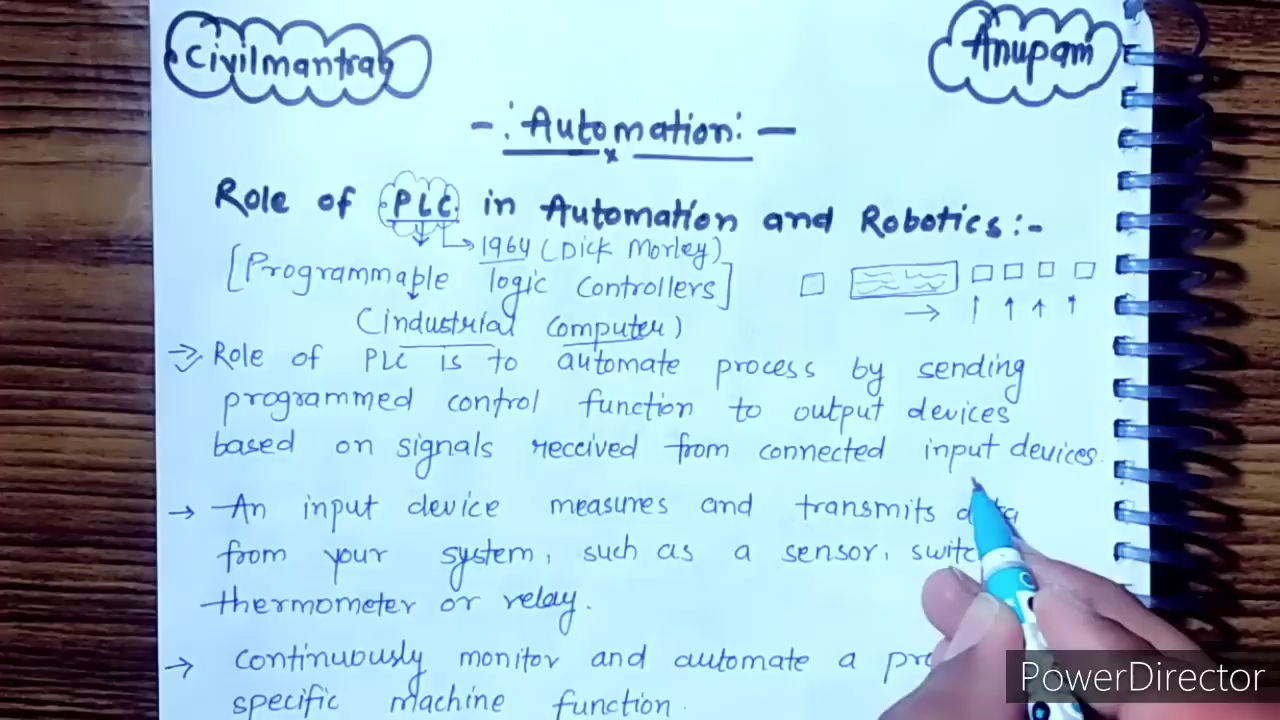 Civilmantra
Anupam
-: Automation: -
x
Role of PLC in Automation and Robotics:-
1964 (Dick Morley)
[Programmable logic Controllers]
(industrial Computer)
→ Role of PLC is to automate process by sending
programmed control function to output devices
based on signals received from connected input devices.
→ An input device measures and transmits
from your system, such as a sensor,
thermometer or relay.
→ Continuously monitor and automate a
specific machine function.
PowerDirector